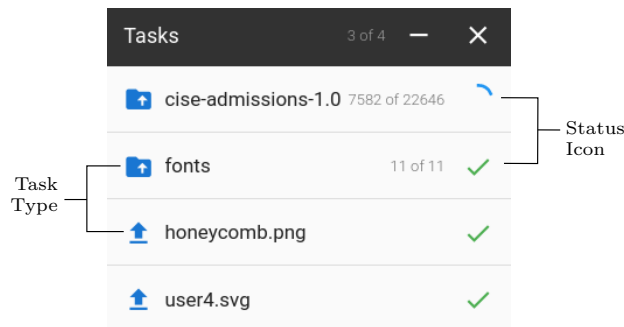 Tasks 3 of 4
cise-admissions-1.0 7582 of 22646
Status
Icon
fonts 11 of 11
Task
Type
honeycomb.png
user4.svg